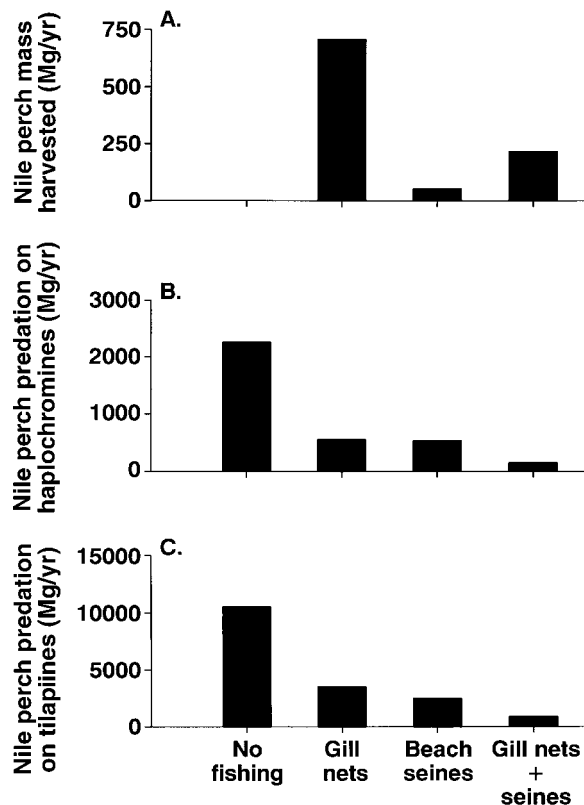 A.
Nile perch mass
harvested (Mg/yr)
750
500
250
0
B.
Nile perch predation on
haplochromines (Mg/yr)
3000
2000
1000
0
C.
Nile perch predation
on tilapiines (Mg/yr)
15000
10000
5000
0
No
fishing
Gill
nets
Beach
seines
Gill nets
+
seines